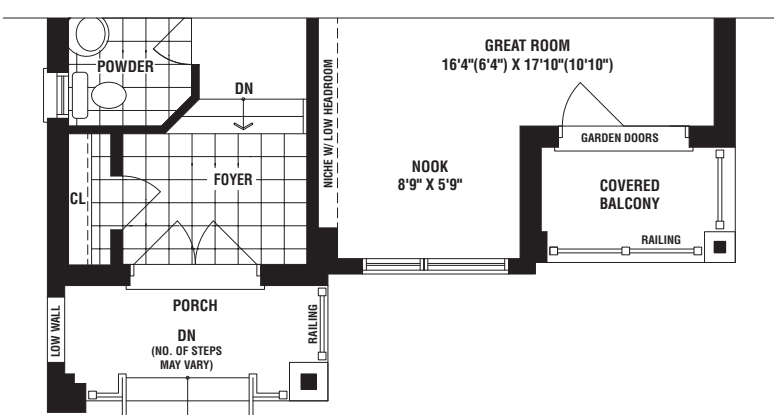 GREAT ROOM
16'4"(6'4") X 17'10"(10'10")
POWDER
DN
NICHE W/ LOW HEADROOM
GARDEN DOORS
NOOK
8'9" X 5'9"
FOYER
CL
COVERED
BALCONY
RAILING
PORCH
LOW WALL
RAILING
DN
(NO. OF STEPS
MAY VARY)